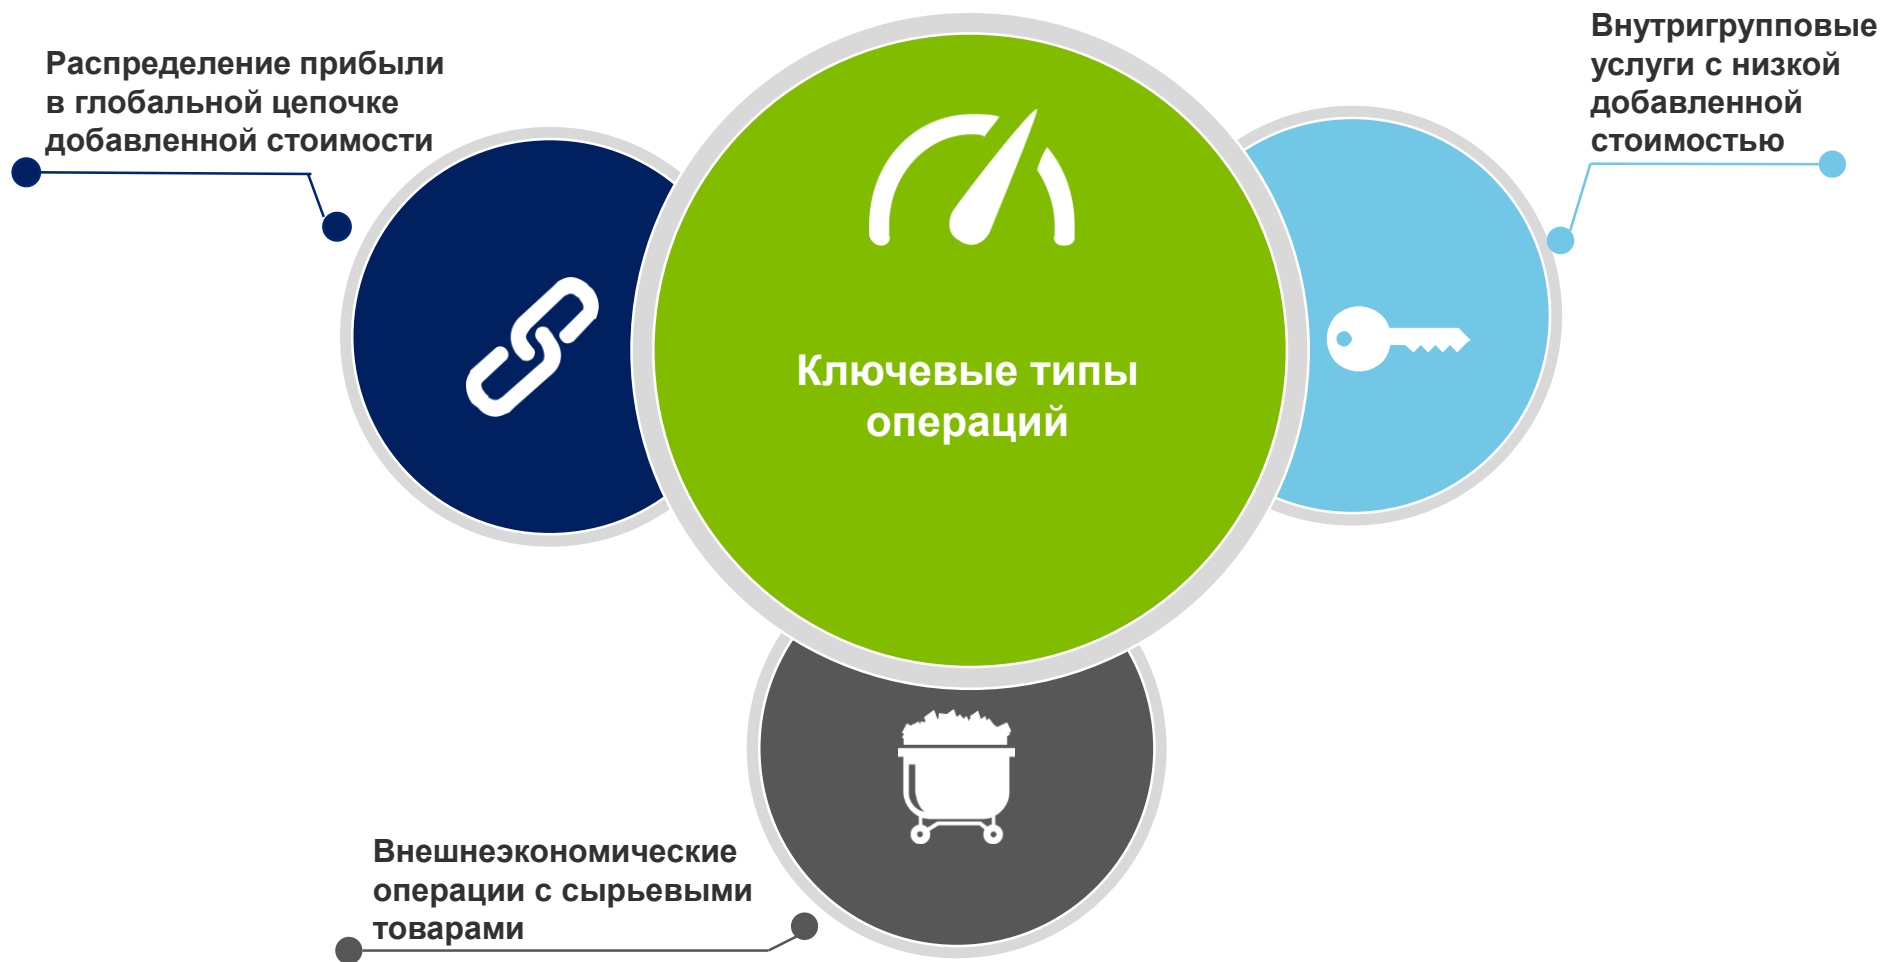 Распределение прибыли
в глобальной цепочке
добавленной стоимости
Внутригрупповые
услуги с низкой
добавленной
стоимостью
Ключевые типы
операций
Внешнеэкономические
операции с сырьевыми
товарами